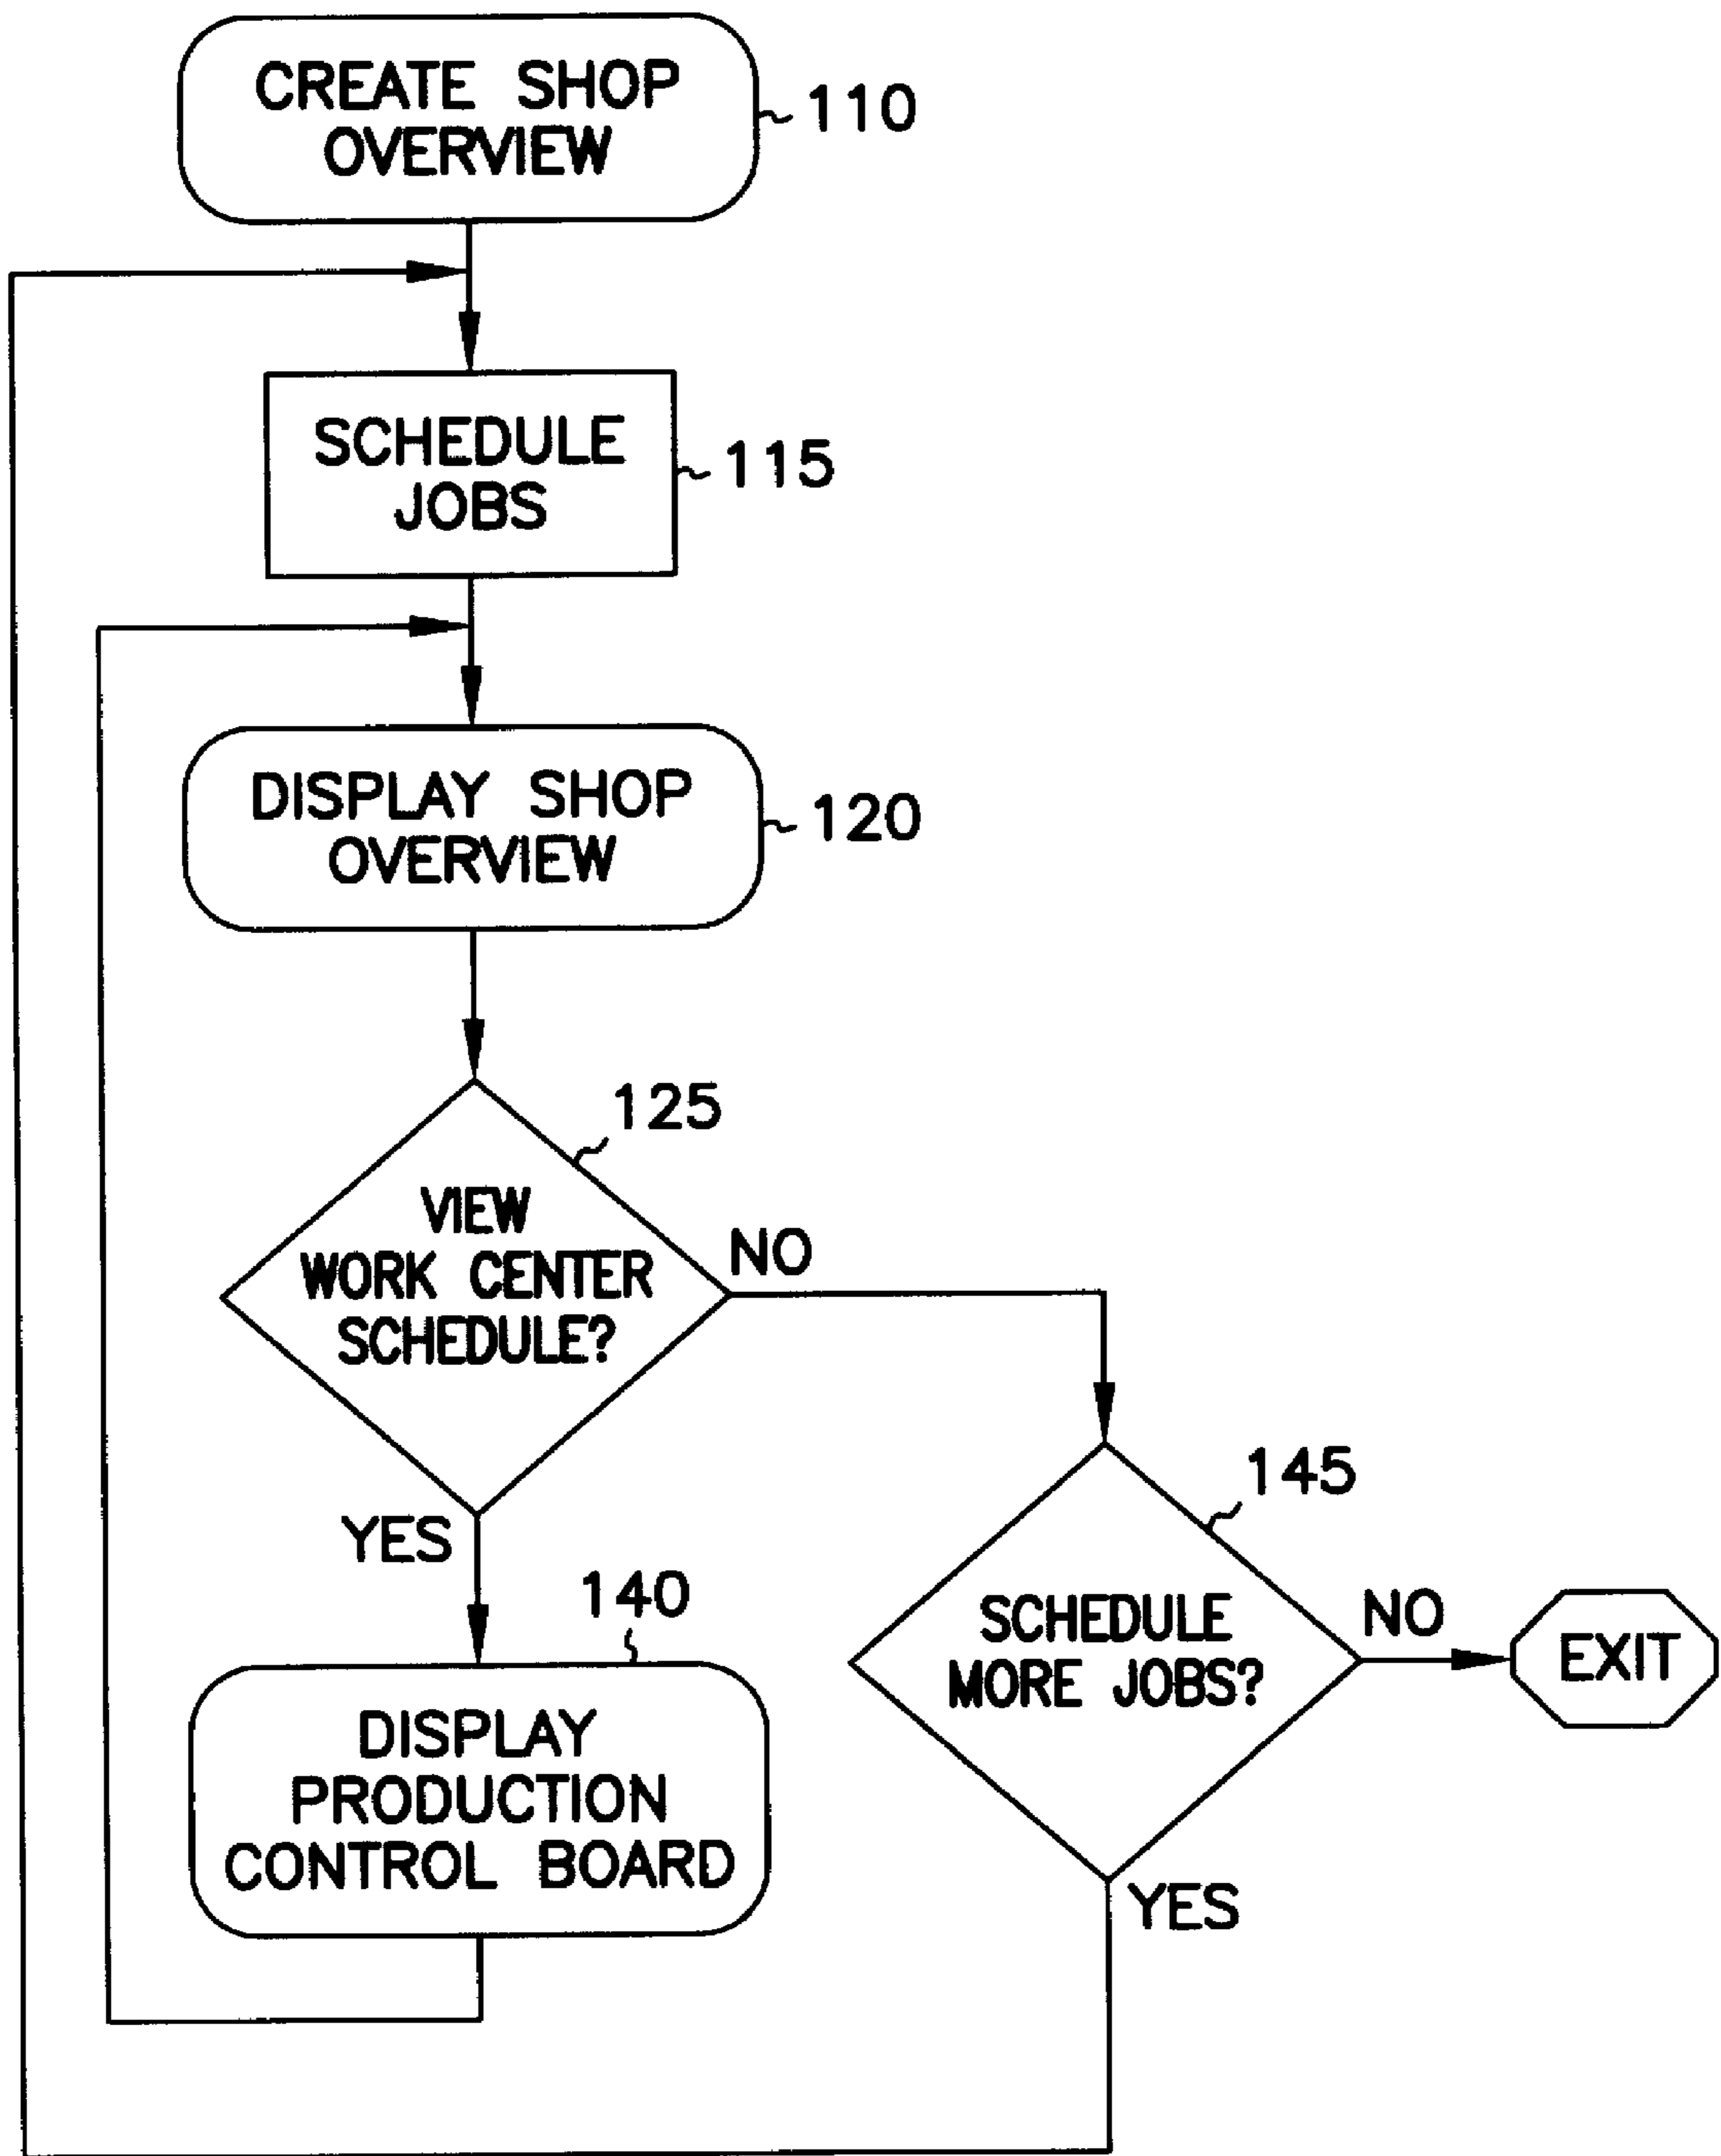 CREATE SHOP
OVERVIEW
110
SCHEDULE
JOBS
115
DISPLAY SHOP
OVERVIEW
120
125
VIEW
WORK CENTER
SCHEDULE?
NO
YES
145
SCHEDULE
MORE JOBS?
NO
EXIT
YES
140
DISPLAY
PRODUCTION
CONTROL BOARD